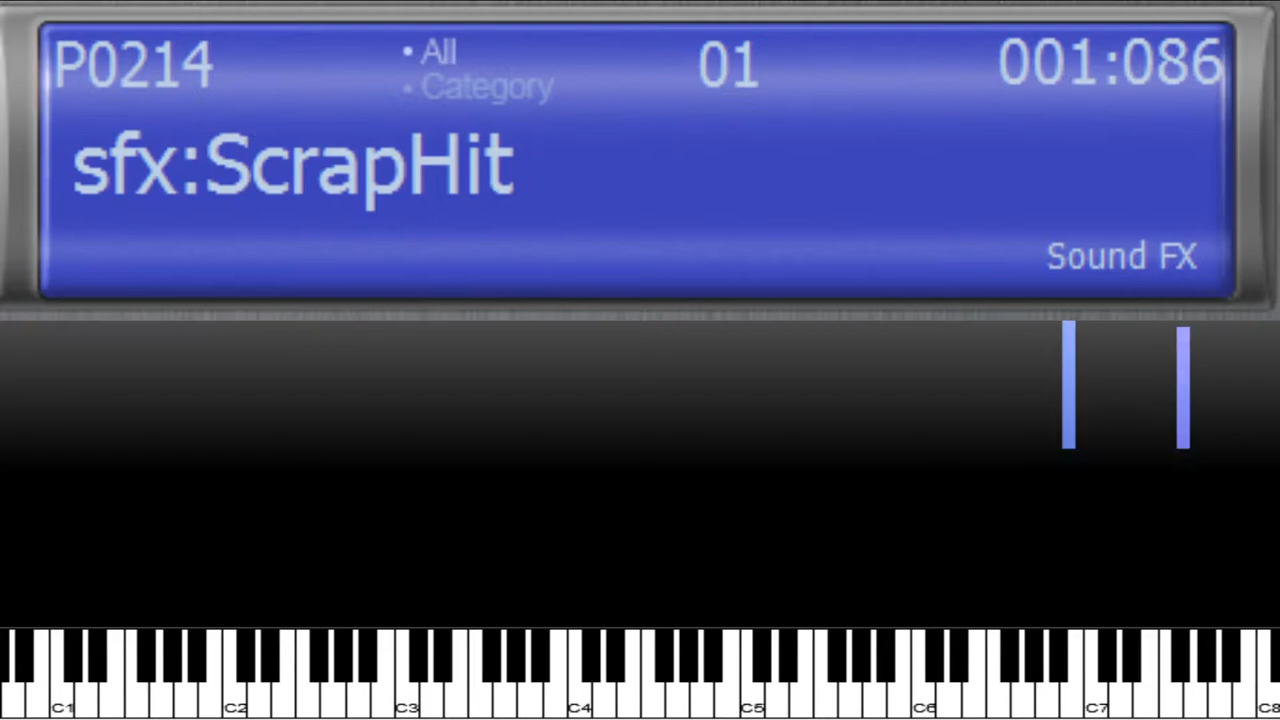 P0214
• All
• Category
01
001:086
sfx:ScrapHit
Sound FX
C1 C2 C3 C4 C5 C6 C7 C8